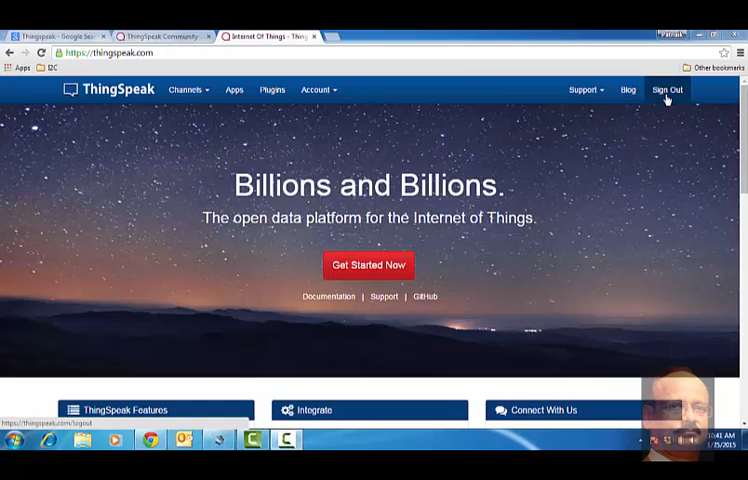 Thingspeak - Google Sea
ThingSpeak Community
Internet Of Things - Thing
https://thingspeak.com
Apps
I2C
Other bookmarks
ThingSpeak
Channels
Apps
Plugins
Account
Support
Blog
Sign Out
Billions and Billions.
The open data platform for the Internet of Things.
Get Started Now
Documentation | Support | GitHub
ThingSpeak Features
Integrate
Connect With Us
https://thingspeak.com/logout
10:41 AM
1/25/2015